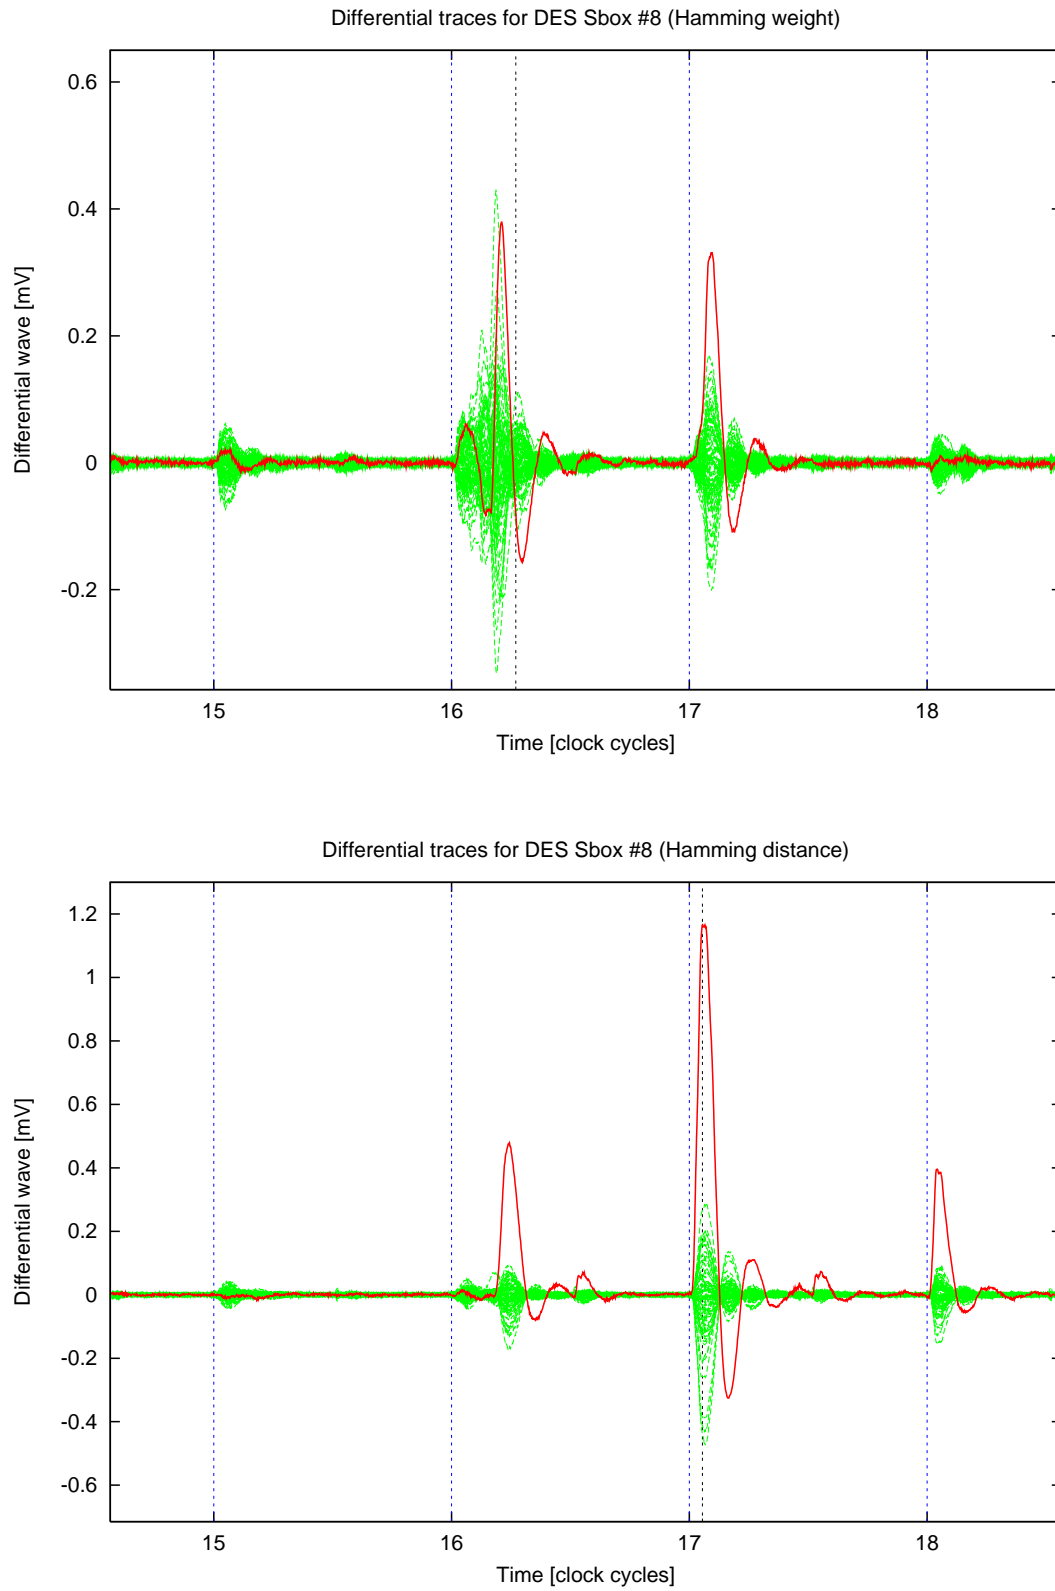 Differential traces for DES Sbox #8 (Hamming weight)
0.6
0.4
0.2
0
-0.2
Differential wave [mV]
15 16 17 18
Time [clock cycles]
Differential traces for DES Sbox #8 (Hamming distance)
1.2
1
0.8
0.6
0.4
0.2
0
-0.2
-0.4
-0.6
Differential wave [mV]
15 16 17 18
Time [clock cycles]